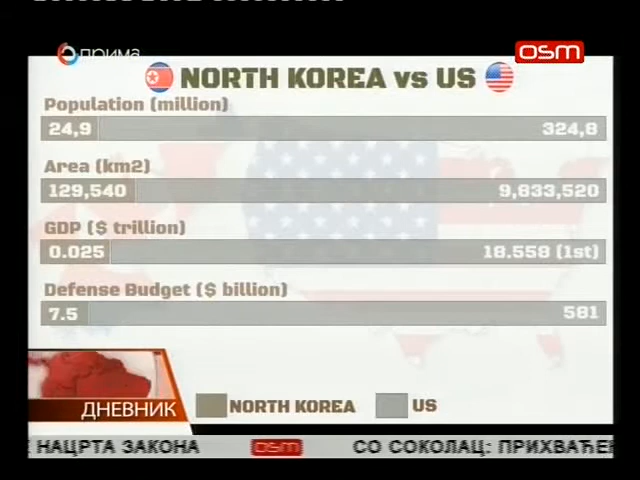 прима
OSM
NORTH KOREA vs US
Population (million)
24,9 324,8
Area (km2)
129,540 9,833,520
GDP ($ trillion)
0.025 18.558 (1st)
Defense Budget ($ billion)
7.5 581
ДНЕВНИК
NORTH KOREA US
НАЦРТА ЗАКОНА OSM СО СОКОЛАЦ: